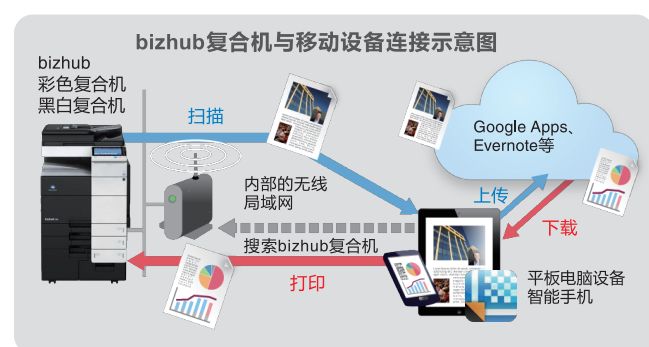 bizhub复合机与移动设备连接示意图
bizhub
彩色复合机
黑白复合机
扫描
Google Apps、
Evernote等
内部的无线
局域网
上传
下载
搜索bizhub复合机
打印
平板电脑设备
智能手机